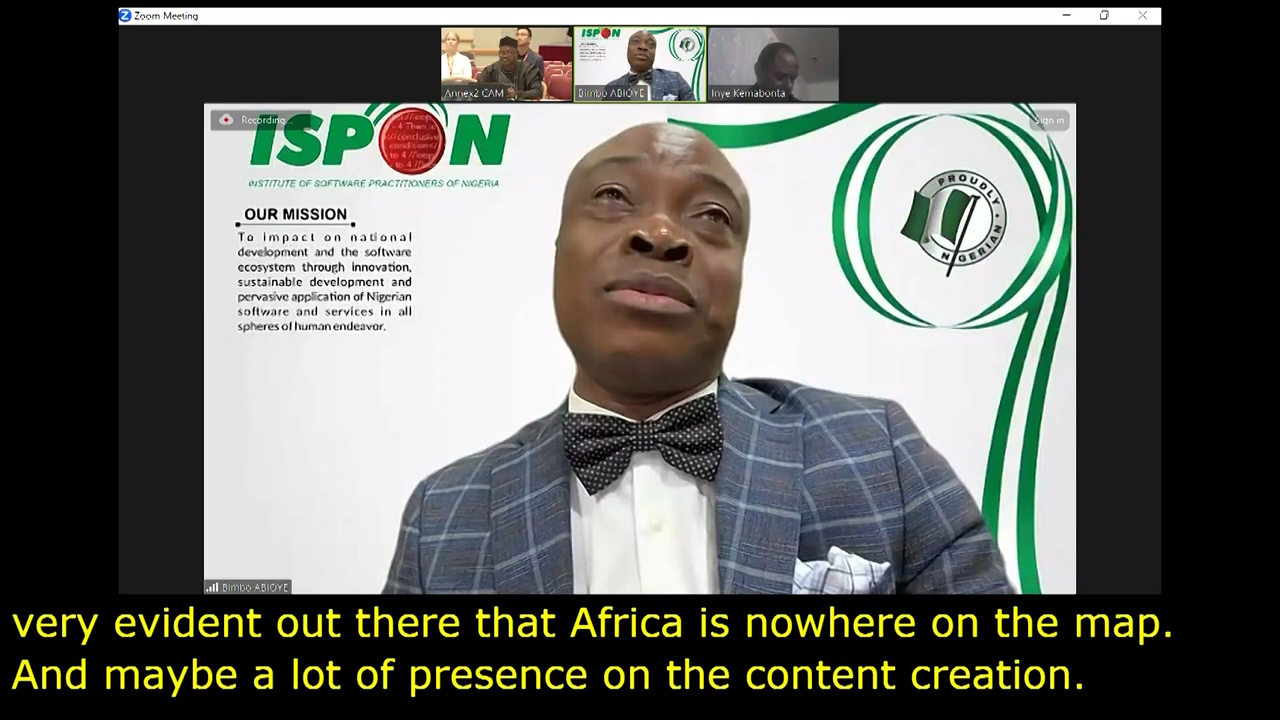 Zoom Meeting
ISPON
Annex2 CAM
Bimbo ABIOYE
Inye Kemabonta
Recording...
Sign in
ISPON
INSTITUTE OF SOFTWARE PRACTITIONERS OF NIGERIA
OUR MISSION
To impact on national
development and the software
ecosystem through innovation,
sustainable development and
pervasive application of Nigerian
software and services in all
spheres of human endeavor.
PROUDLY
NIGERIAN
Bimbo ABIOYE
very evident out there that Africa is nowhere on the map.
And maybe a lot of presence on the content creation.